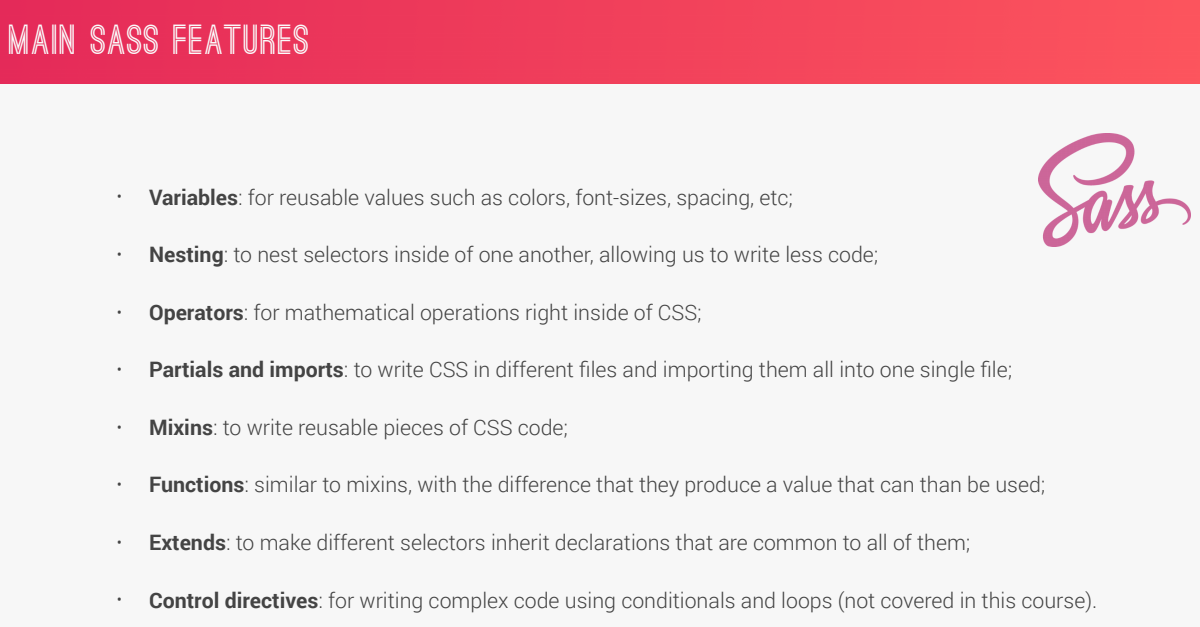 MAIN SASS FEATURES
Sass
• Variables: for reusable values such as colors, font-sizes, spacing, etc;
• Nesting: to nest selectors inside of one another, allowing us to write less code;
• Operators: for mathematical operations right inside of CSS;
• Partials and imports: to write CSS in different files and importing them all into one single file;
• Mixins: to write reusable pieces of CSS code;
• Functions: similar to mixins, with the difference that they produce a value that can than be used;
• Extends: to make different selectors inherit declarations that are common to all of them;
• Control directives: for writing complex code using conditionals and loops (not covered in this course).